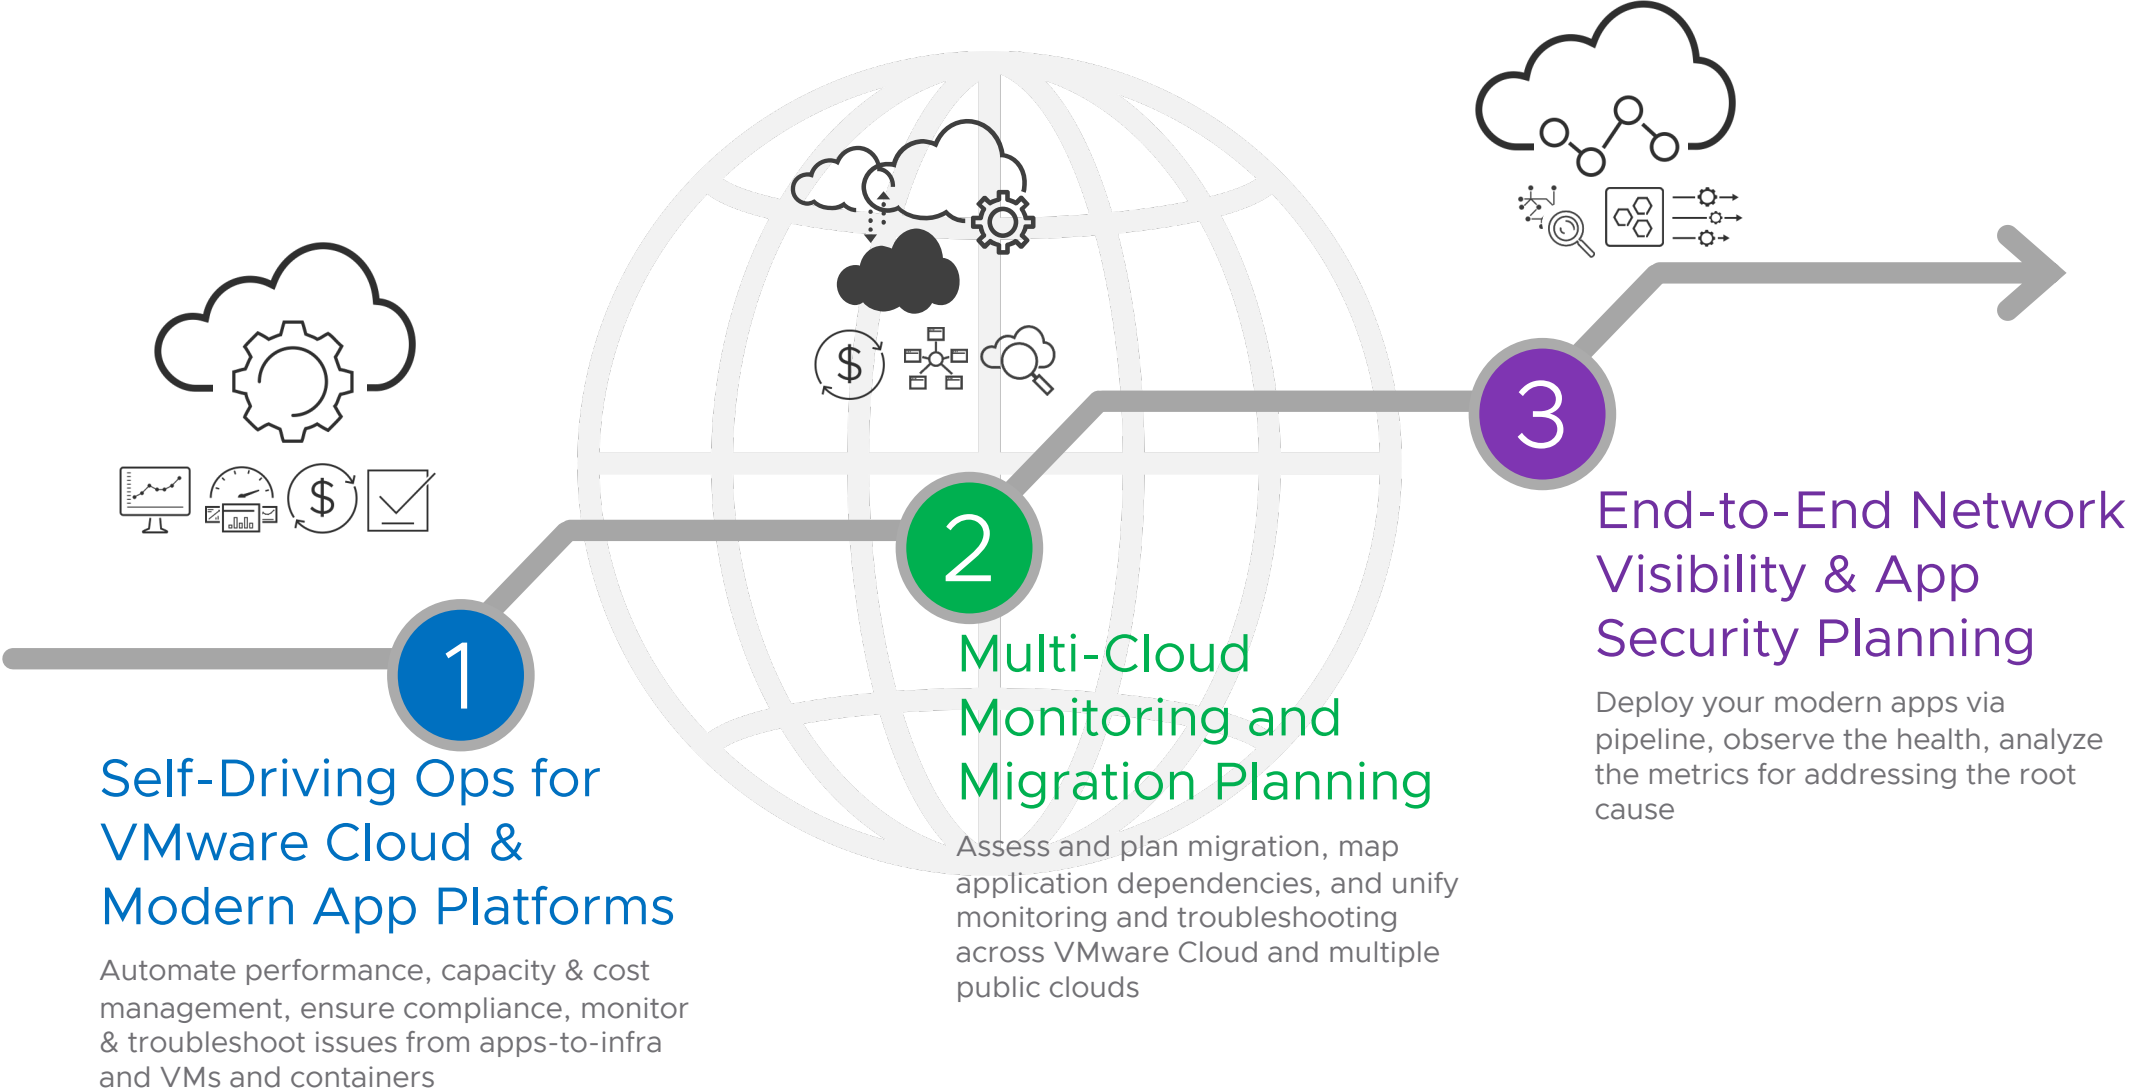 1
Self-Driving Ops for
VMware Cloud &
Modern App Platforms
Automate performance, capacity & cost
management, ensure compliance, monitor
& troubleshoot issues from apps-to-infra
and VMs and containers
$
2
Multi-Cloud
Monitoring and
Migration Planning
Assess and plan migration, map
application dependencies, and unify
monitoring and troubleshooting
across VMware Cloud and multiple
public clouds
$
3
End-to-End Network
Visibility & App
Security Planning
Deploy your modern apps via
pipeline, observe the health, analyze
the metrics for addressing the root
cause